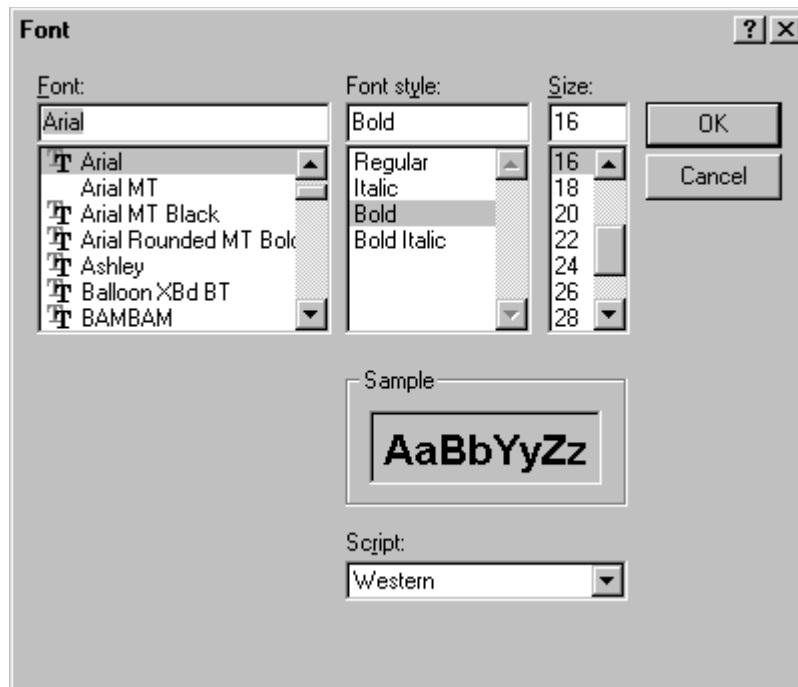 Font
Font:
Arial
Arial
Arial MT
Arial MT Black
Arial Rounded MT Bold
Ashley
Balloon XBd BT
BAMBAM
Font style:
Bold
Regular
Italic
Bold
Bold Italic
Size:
16
16
18
20
22
24
26
28
OK
Cancel
Sample
AaBbYyZz
Script:
Western